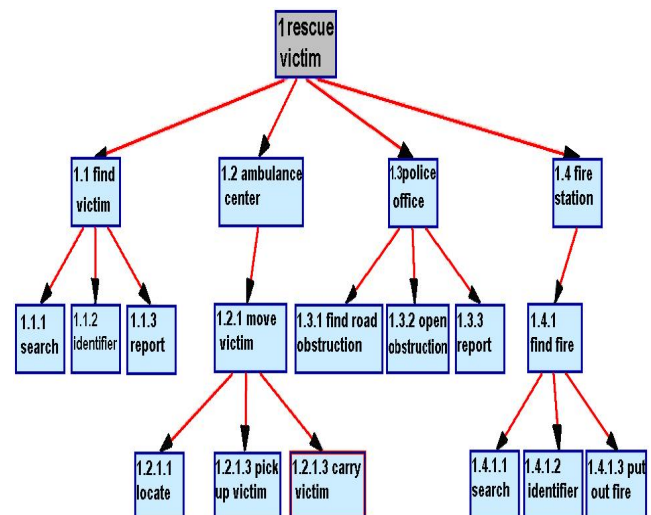 1 rescue
victim
1.1 find
victim
1.2 ambulance
center
1.3police
office
1.4 fire
station
1.1.1
search
1.1.2
identifier
1.1.3
report
1.2.1 move
victim
1.3.1 find road
obstruction
1.3.2 open
obstruction
1.3.3
report
1.4.1
find fire
1.2.1.1
locate
1.2.1.3 pick
up victim
1.2.1.3 carry
victim
1.4.1.1
search
1.4.1.2
identifier
1.4.1.3 put
out fire